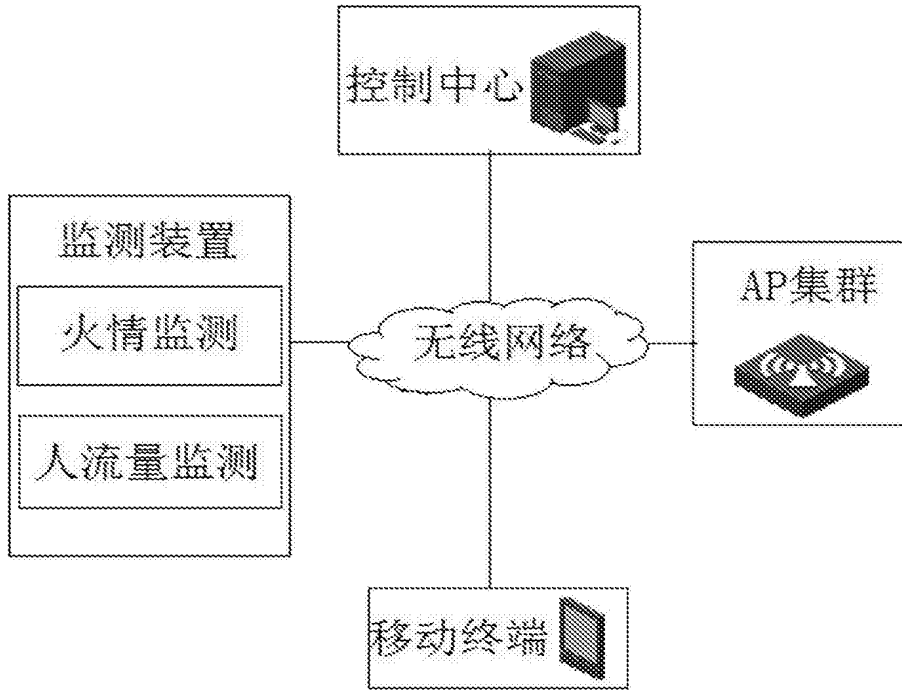 控制中心
监测装置
火情监测
人流量监测
无线网络
AP集群
移动终端